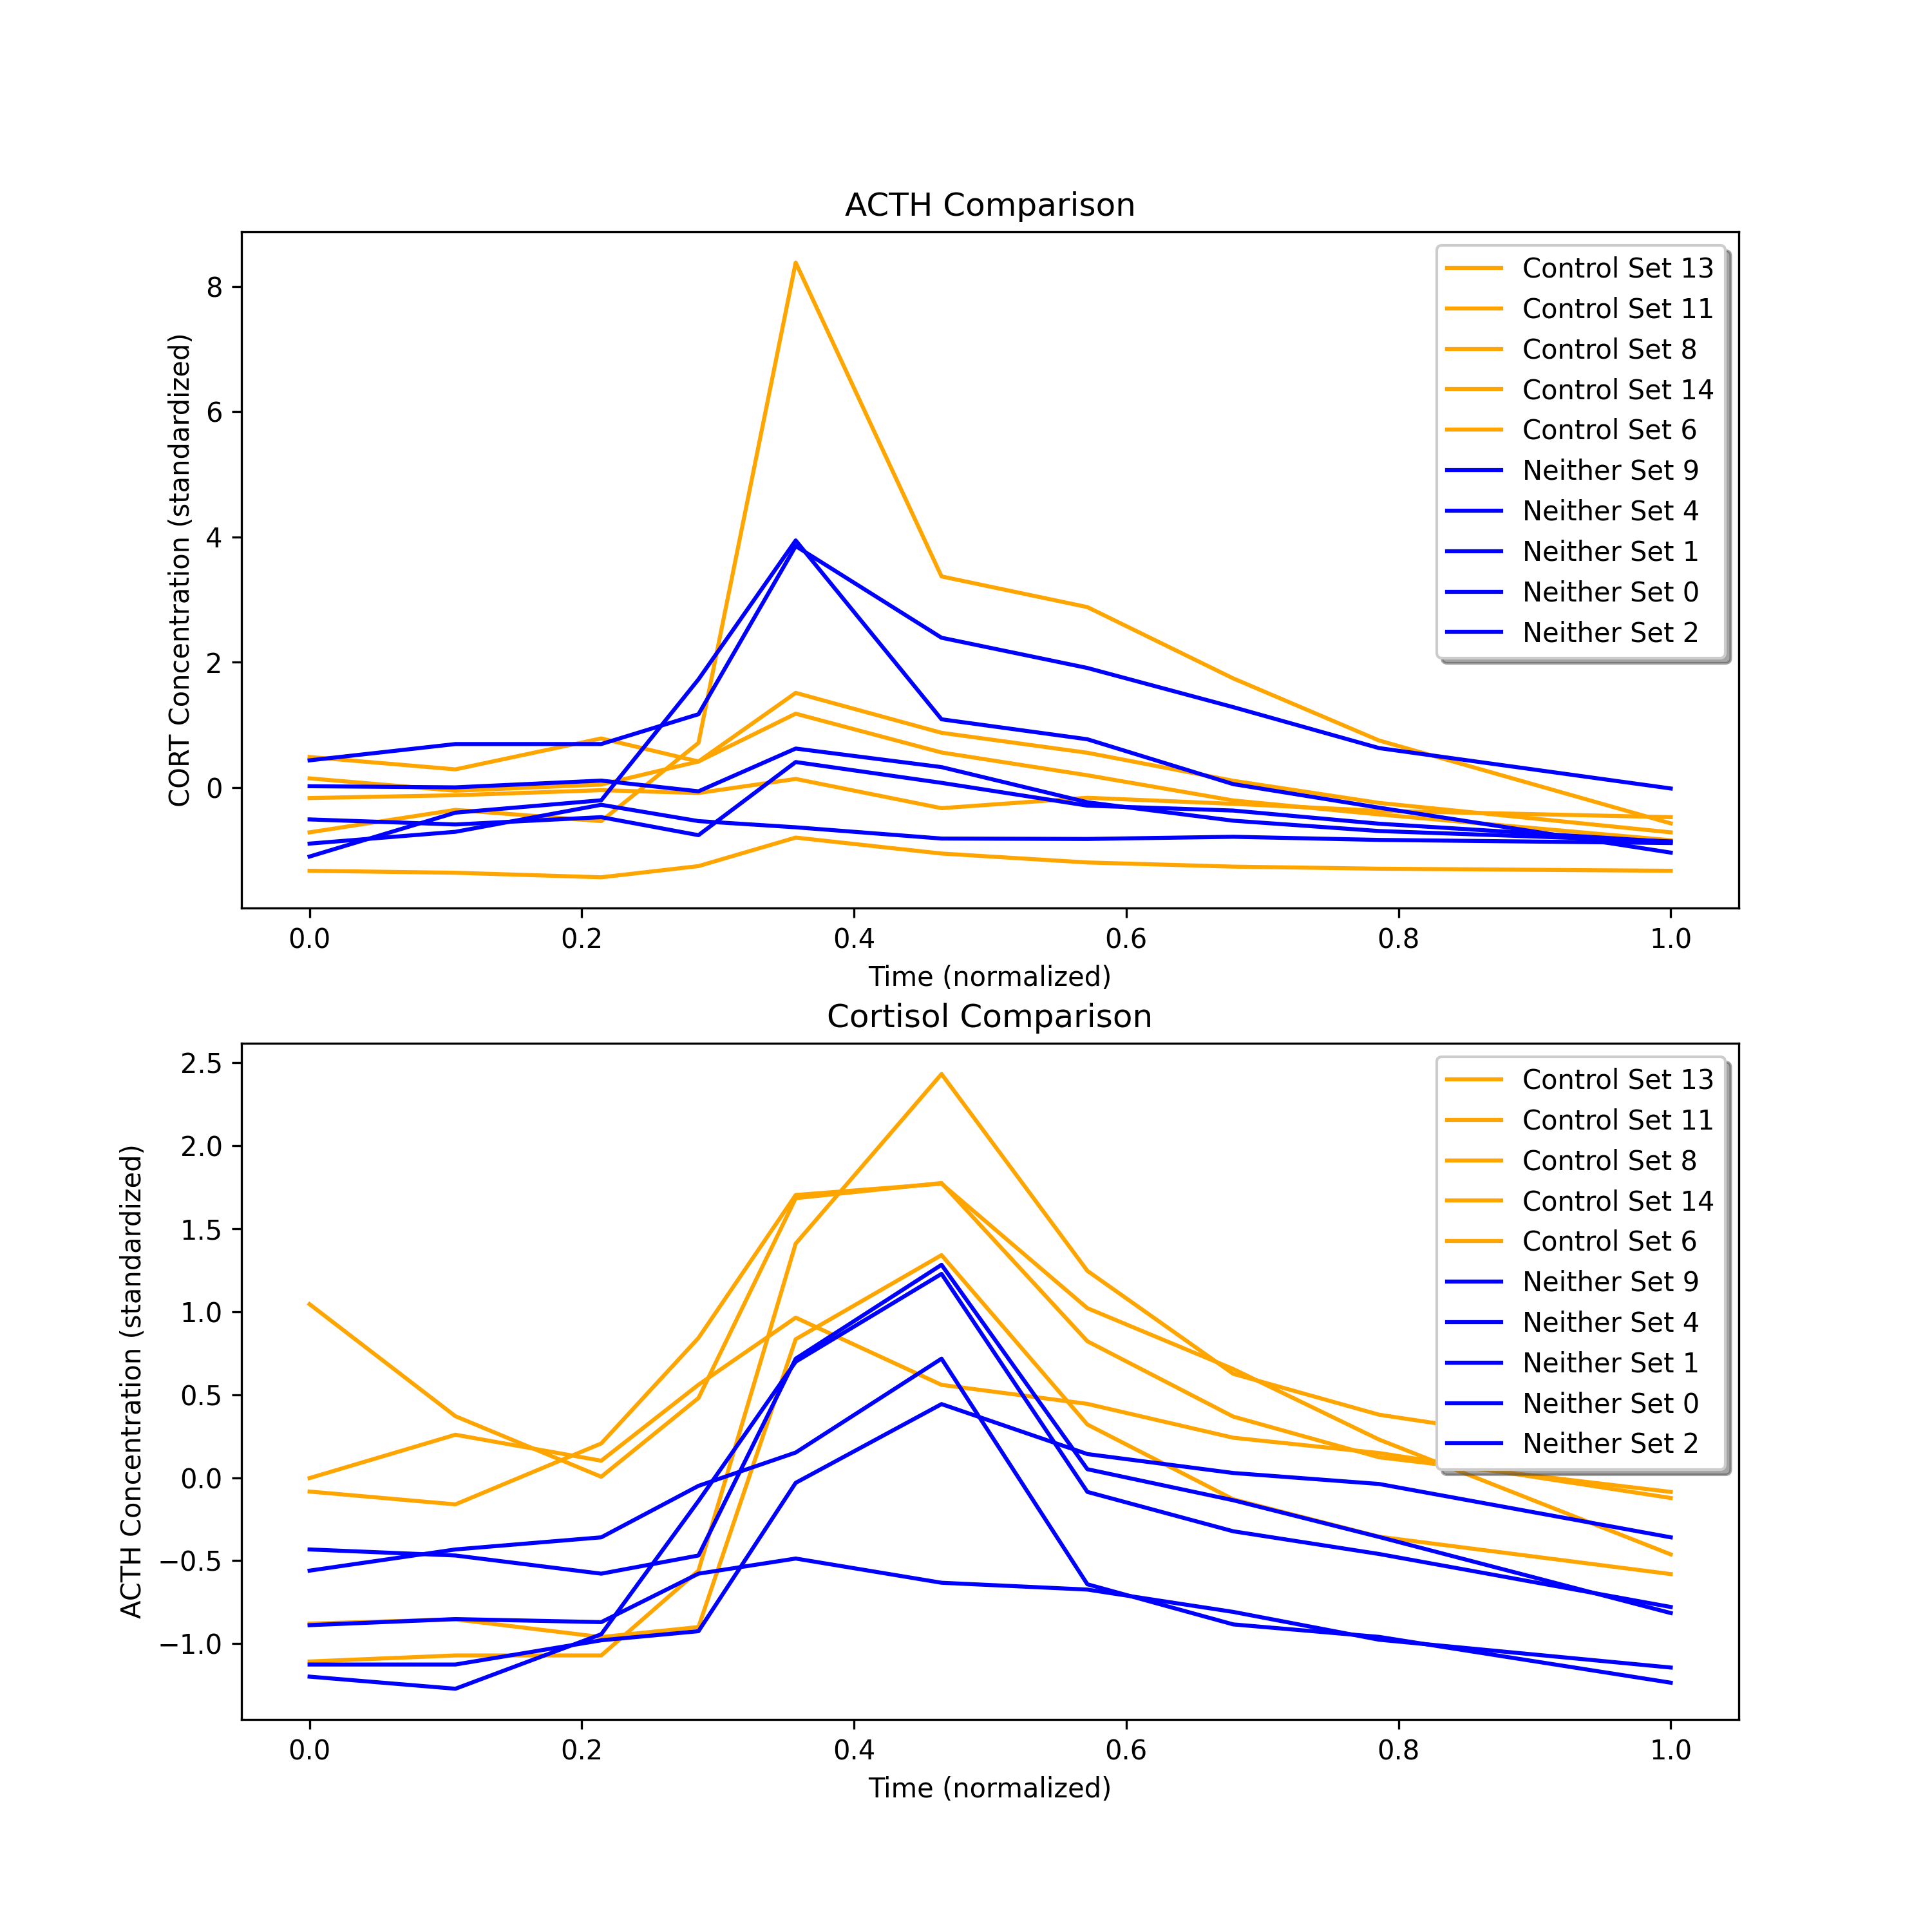 ACTH Comparison
CORT Concentration (standardized)
8
6
4
2
0
0.0 0.2 0.4 0.6 0.8 1.0
Time (normalized)
Control Set 13
Control Set 11
Control Set 8
Control Set 14
Control Set 6
Neither Set 9
Neither Set 4
Neither Set 1
Neither Set 0
Neither Set 2
Cortisol Comparison
ACTH Concentration (standardized)
2.5
2.0
1.5
1.0
0.5
0.0
−0.5
−1.0
0.0 0.2 0.4 0.6 0.8 1.0
Time (normalized)
Control Set 13
Control Set 11
Control Set 8
Control Set 14
Control Set 6
Neither Set 9
Neither Set 4
Neither Set 1
Neither Set 0
Neither Set 2